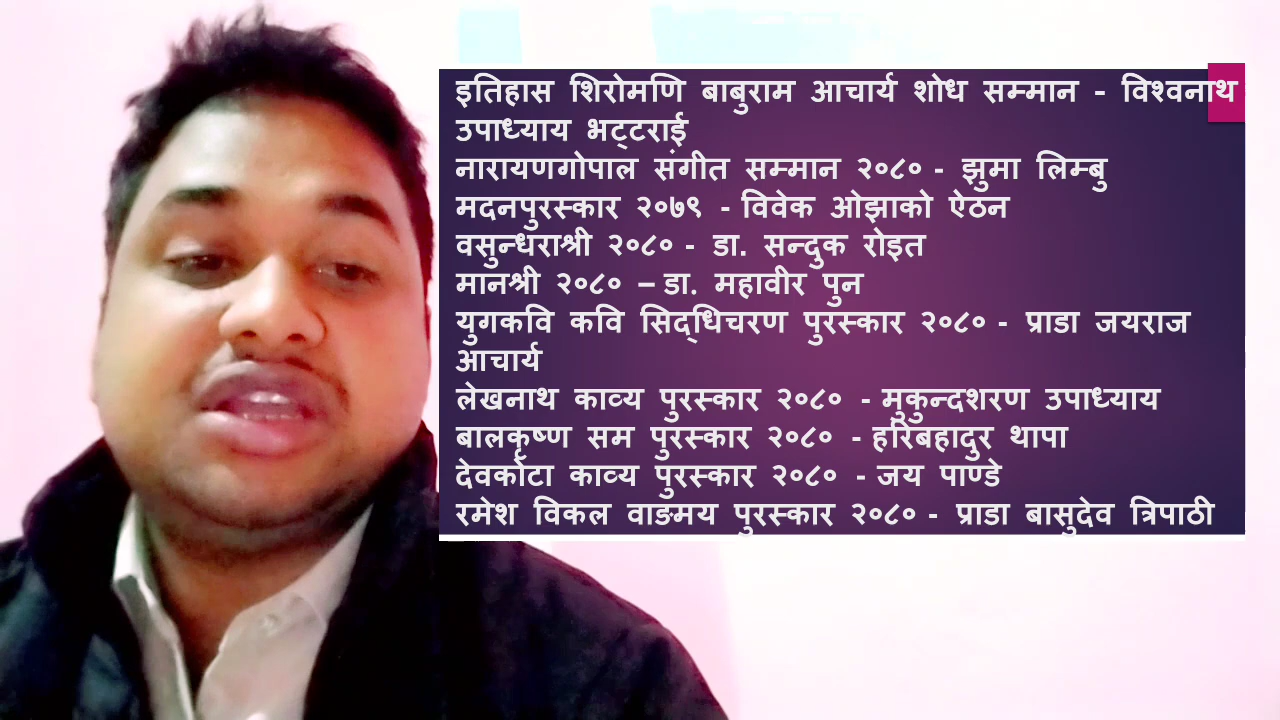 इतिहास शिरोमणि बाबुराम आचार्य शोध सम्मान - विश्वनाथ
उपाध्याय भट्टराई
नारायणगोपाल संगीत सम्मान २०८० - झुमा लिम्बु
मदनपुरस्कार २०७९ - विवेक ओझाको ऐठन
वसुन्धराश्री २०८० - डा. सन्दुक रोइत
मानश्री २०८० – डा. महावीर पुन
युगकवि कवि सिद्धिचरण पुरस्कार २०८० - प्राडा जयराज
आचार्य
लेखनाथ काव्य पुरस्कार २०८० - मुकुन्दशरण उपाध्याय
बालकृष्ण सम पुरस्कार २०८० - हरिबहादुर थापा
देवकोटा काव्य पुरस्कार २०८० - जय पाण्डे
रमेश विकल वाङमय पुरस्कार २०८० - प्राडा बासुदेव त्रिपाठी